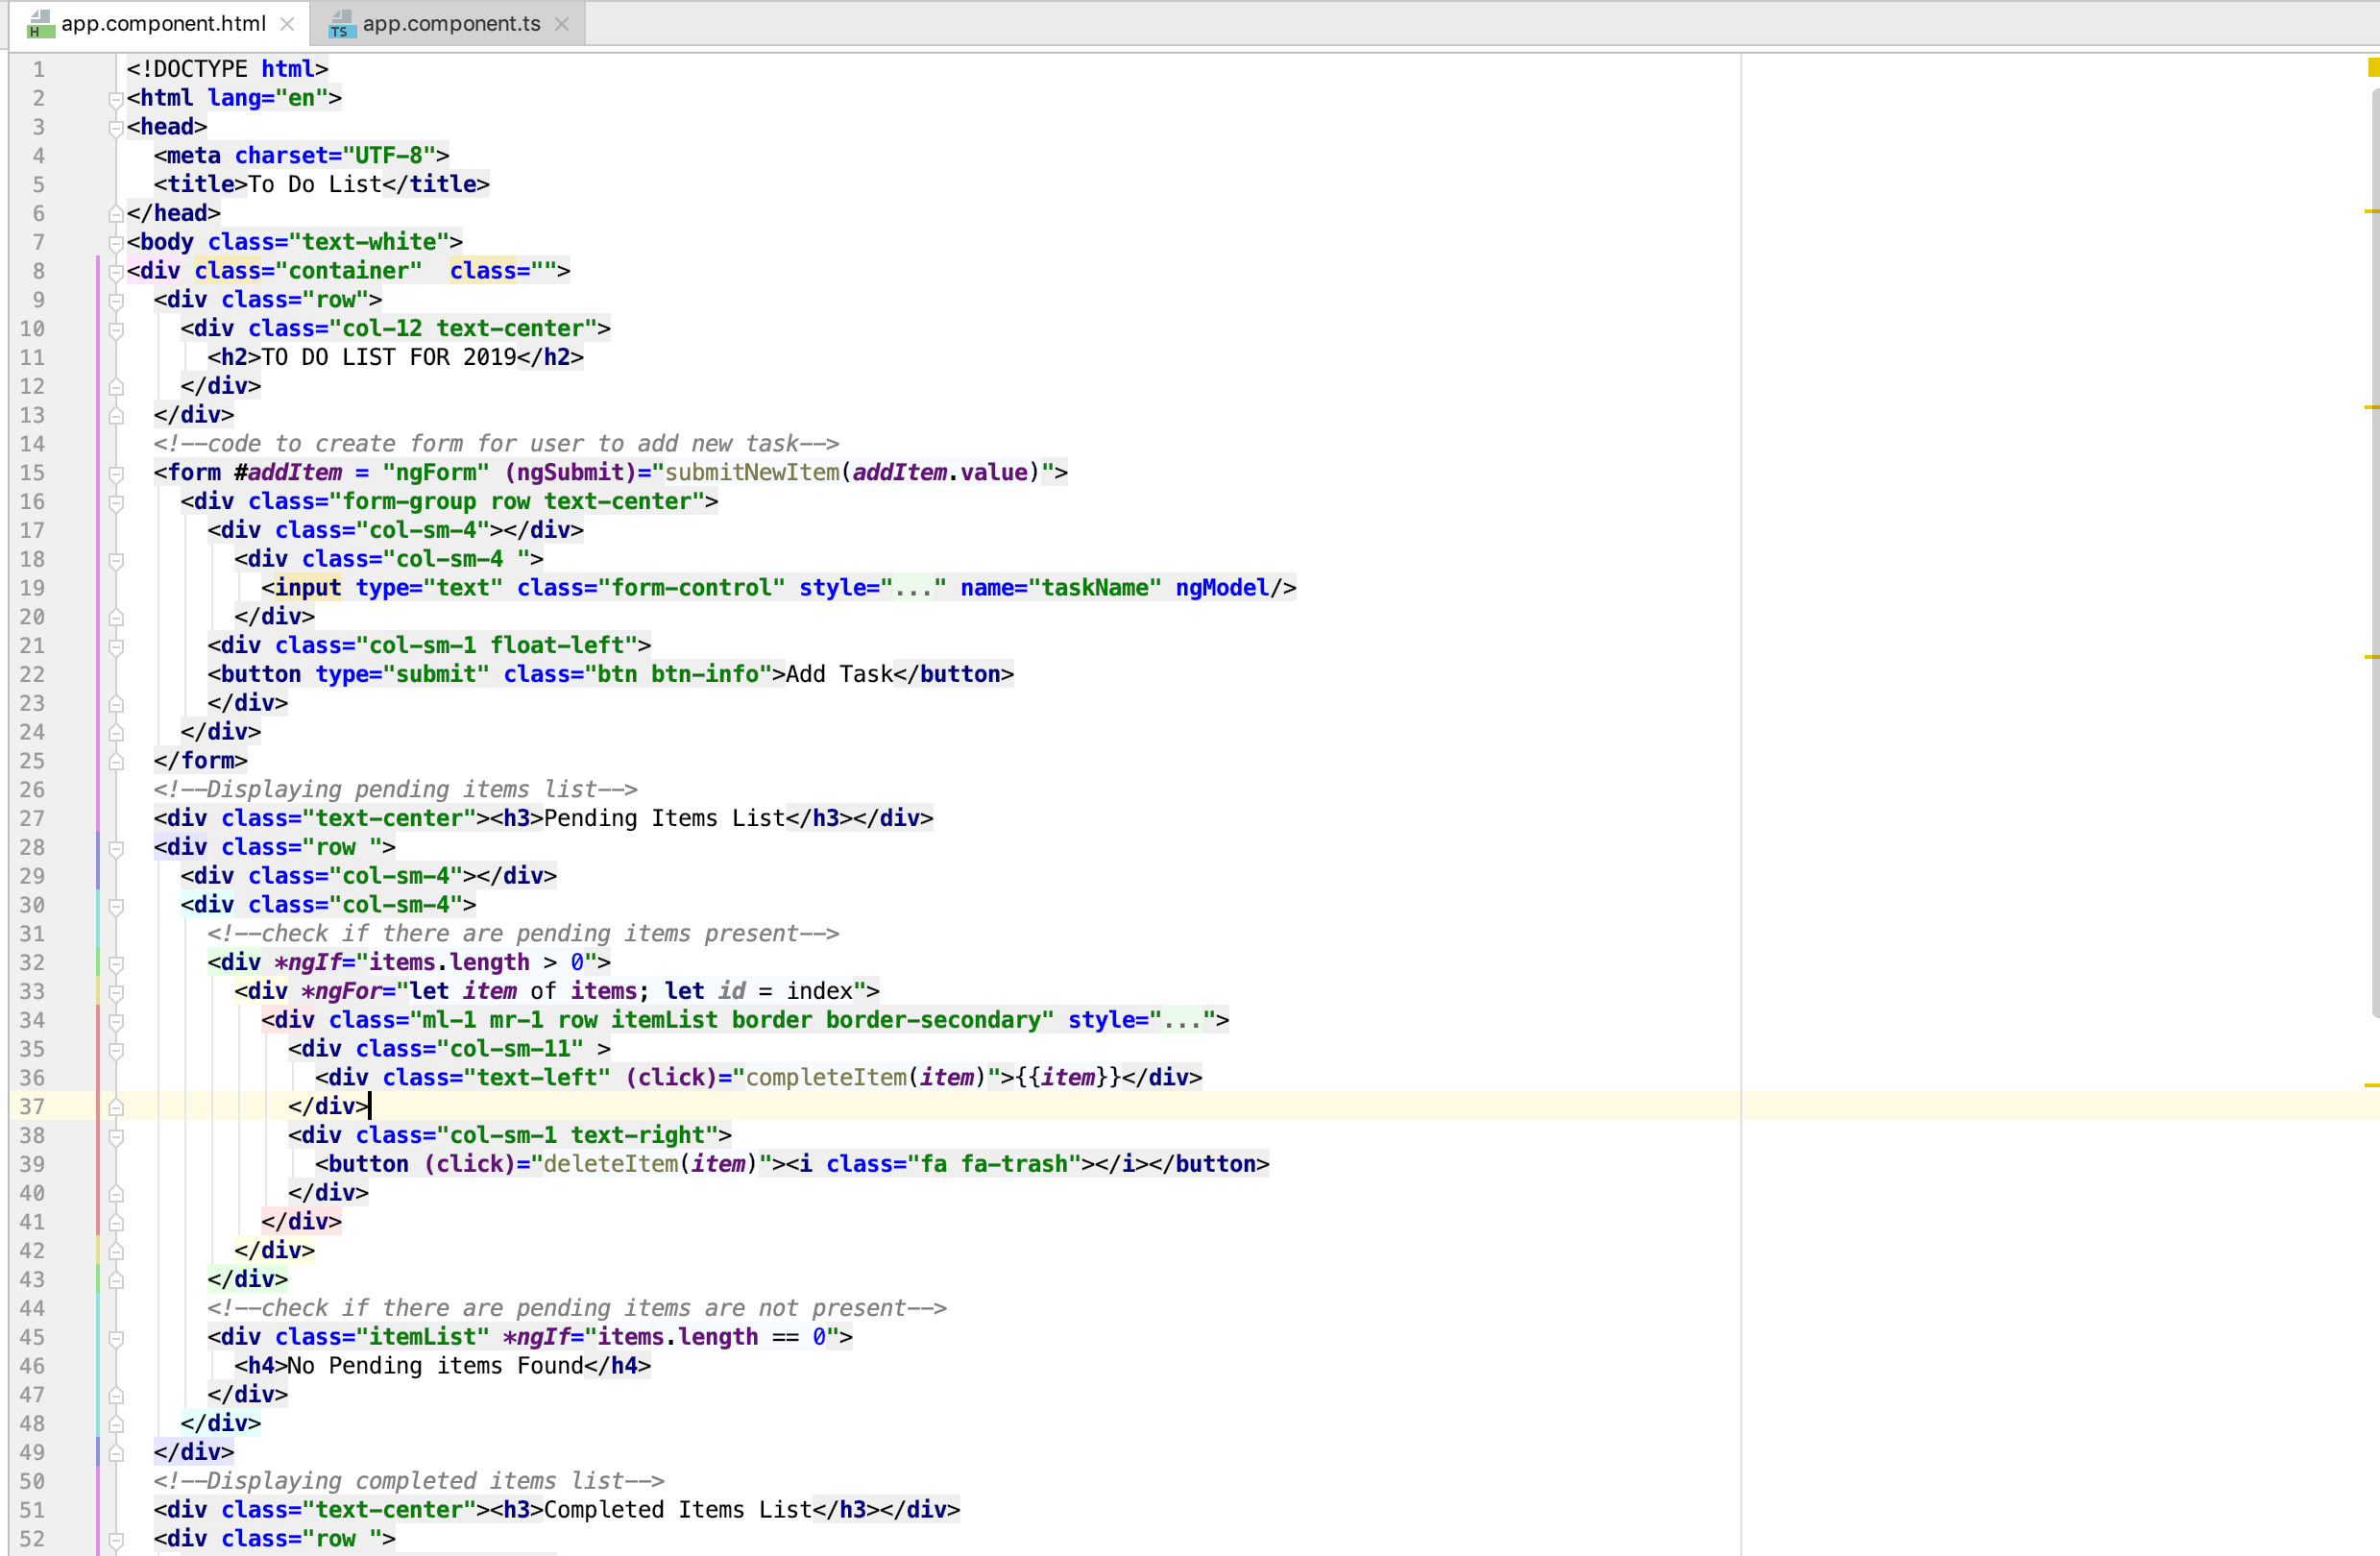 app.component.html app.component.ts
1 <!DOCTYPE html>
2 <html lang="en">
3 <head>
4   <meta charset="UTF-8">
5   <title>To Do List</title>
6 </head>
7 <body class="text-white">
8 <div class="container"  class="">
9   <div class="row">
10     <div class="col-12 text-center">
11       <h2>TO DO LIST FOR 2019</h2>
12     </div>
13   </div>
14   <!--code to create form for user to add new task-->
15   <form #addItem = "ngForm" (ngSubmit)="submitNewItem(addItem.value)">
16     <div class="form-group row text-center">
17       <div class="col-sm-4"></div>
18         <div class="col-sm-4 ">
19           <input type="text" class="form-control" style="..." name="taskName" ngModel/>
20         </div>
21       <div class="col-sm-1 float-left">
22       <button type="submit" class="btn btn-info">Add Task</button>
23       </div>
24     </div>
25   </form>
26   <!--Displaying pending items list-->
27   <div class="text-center"><h3>Pending Items List</h3></div>
28   <div class="row ">
29     <div class="col-sm-4"></div>
30     <div class="col-sm-4">
31       <!--check if there are pending items present-->
32       <div *ngIf="items.length > 0">
33         <div *ngFor="let item of items; let id = index">
34           <div class="ml-1 mr-1 row itemList border border-secondary" style="...">
35             <div class="col-sm-11" >
36               <div class="text-left" (click)="completeItem(item)">{{item}}</div>
37             </div>
38             <div class="col-sm-1 text-right">
39               <button (click)="deleteItem(item)"><i class="fa fa-trash"></i></button>
40             </div>
41           </div>
42         </div>
43       </div>
44       <!--check if there are pending items are not present-->
45       <div class="itemList" *ngIf="items.length == 0">
46         <h4>No Pending items Found</h4>
47       </div>
48     </div>
49   </div>
50   <!--Displaying completed items list-->
51   <div class="text-center"><h3>Completed Items List</h3></div>
52   <div class="row ">